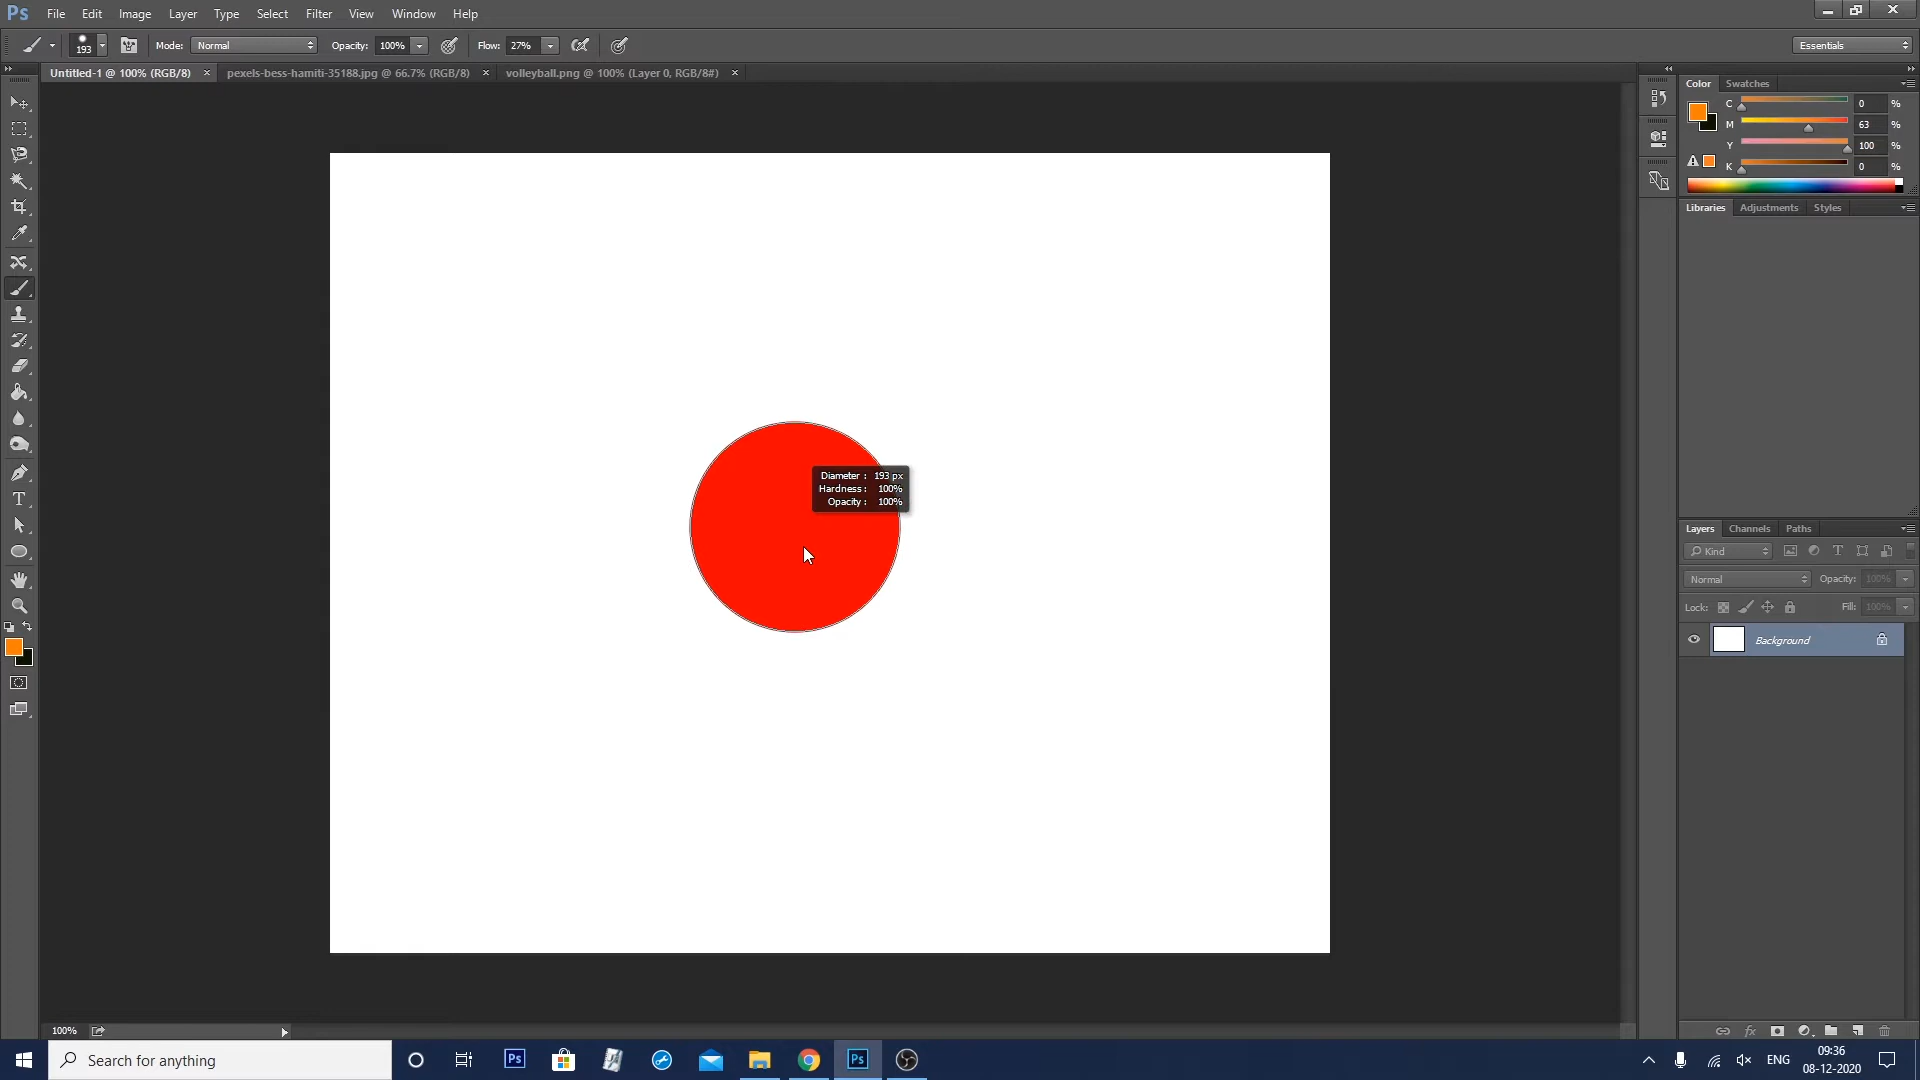 Ps File Edit Image Layer Type Select Filter View Window Help
193 Mode: Normal Opacity: 100% Flow: 27% Essentials
Untitled-1 @ 100% (RGB/8) × pexels-bess-hamiti-35188.jpg @ 66.7% (RGB/8) × volleyball.png @ 100% (Layer 0, RGB/8#) ×
Color Swatches
C 0 %
M 63 %
Y 100 %
K 0 %
Libraries Adjustments Styles
Diameter : 193 px
Hardness : 100%
Opacity : 100%
Layers Channels Paths
Kind
Normal Opacity: 100%
Lock: Fill: 100%
Background
fx
100%
Search for anything
Ps
Ps
ENG
09:36
08-12-2020